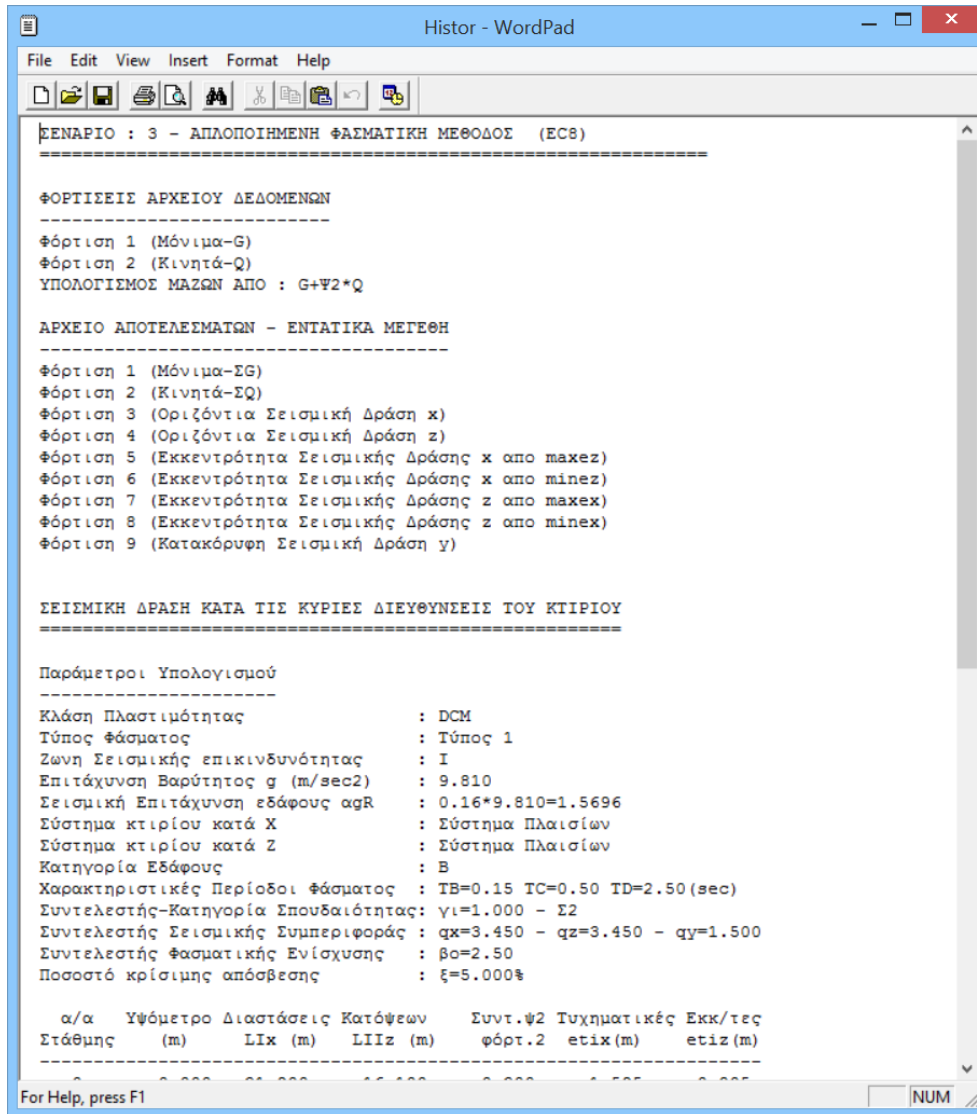 Histor - WordPad
File Edit View Insert Format Help
ΣΕΝΑΡΙΟ : 3 - ΑΠΛΟΠΟΙΗΜΕΝΗ ΦΑΣΜΑΤΙΚΗ ΜΕΘΟΔΟΣ (EC8)
==============================================================
ΦΟΡΤΙΣΕΙΣ ΑΡΧΕΙΟΥ ΔΕΔΟΜΕΝΩΝ
---------------------------
Φόρτιση 1 (Μόνιμα-G)
Φόρτιση 2 (Κινητά-Q)
ΥΠΟΛΟΓΙΣΜΟΣ ΜΑΖΩΝ ΑΠΟ : G+Ψ2*Q
ΑΡΧΕΙΟ ΑΠΟΤΕΛΕΣΜΑΤΩΝ - ΕΝΤΑΤΙΚΑ ΜΕΓΕΘΗ
--------------------------------------
Φόρτιση 1 (Μόνιμα-ΣG)
Φόρτιση 2 (Κινητά-ΣQ)
Φόρτιση 3 (Οριζόντια Σεισμική Δράση x)
Φόρτιση 4 (Οριζόντια Σεισμική Δράση z)
Φόρτιση 5 (Εκκεντρότητα Σεισμικής Δράσης x απο maxez)
Φόρτιση 6 (Εκκεντρότητα Σεισμικής Δράσης x απο minez)
Φόρτιση 7 (Εκκεντρότητα Σεισμικής Δράσης z απο maxex)
Φόρτιση 8 (Εκκεντρότητα Σεισμικής Δράσης z απο minex)
Φόρτιση 9 (Κατακόρυφη Σεισμική Δράση y)
ΣΕΙΣΜΙΚΗ ΔΡΑΣΗ ΚΑΤΑ ΤΙΣ ΚΥΡΙΕΣ ΔΙΕΥΘΥΝΣΕΙΣ ΤΟΥ ΚΤΙΡΙΟΥ
======================================================
Παράμετροι Υπολογισμού
----------------------
Κλάση Πλαστιμότητας : DCM
Τύπος Φάσματος : Τύπος 1
Ζωνη Σεισμικής επικινδυνότητας : I
Επιτάχυνση Βαρύτητος g (m/sec2) : 9.810
Σεισμική Επιτάχυνση εδάφους αgR : 0.16*9.810=1.5696
Σύστημα κτιρίου κατά X : Σύστημα Πλαισίων
Σύστημα κτιρίου κατά Z : Σύστημα Πλαισίων
Κατηγορία Εδάφους : B
Χαρακτηριστικές Περίοδοι Φάσματος : TB=0.15 TC=0.50 TD=2.50(sec)
Συντελεστής-Κατηγορία Σπουδαιότητας: γι=1.000 - Σ2
Συντελεστής Σεισμικής Συμπεριφοράς : qx=3.450 - qz=3.450 - qy=1.500
Συντελεστής Φασματικής Ενίσχυσης : βο=2.50
Ποσοστό κρίσιμης απόσβεσης : ξ=5.000%
α/α Υψόμετρο Διαστάσεις Κατόψεων Συντ.ψ2 Τυχηματικές Εκκ/τες
Στάθμης (m) LIx (m) LIIz (m) φόρτ.2 etix(m) etiz(m)
-------------------------------------------------------------------
For Help, press F1
NUM